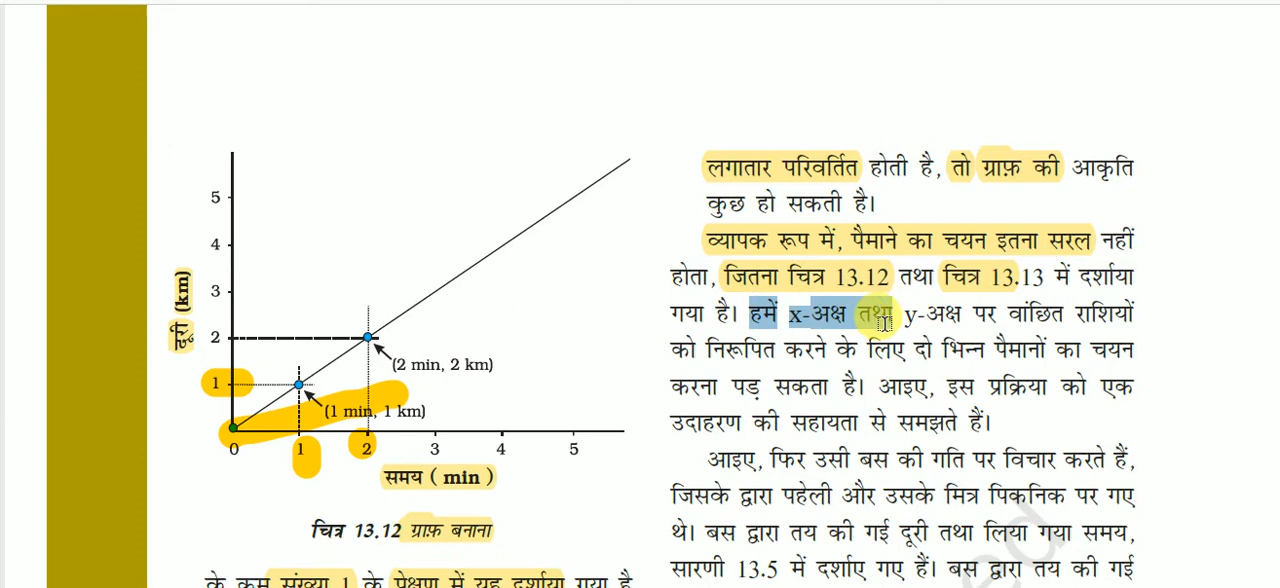 5
4
3
2
1
0
1
2
3
4
5
दूरी (km)
(2 min, 2 km)
(1 min, 1 km)
समय ( min )
चित्र 13.12 ग्राफ़ बनाना
के कम संख्या 1 के प्रेक्षण में यह दर्शाया गया है
लगातार परिवर्तित होती है, तो ग्राफ़ की आकृति
कुछ हो सकती है।
व्यापक रूप में, पैमाने का चयन इतना सरल नहीं
होता, जितना चित्र 13.12 तथा चित्र 13.13 में दर्शाया
गया है। हमें x-अक्ष तथा y-अक्ष पर वांछित राशियों
को निरूपित करने के लिए दो भिन्न पैमानों का चयन
करना पड़ सकता है। आइए, इस प्रक्रिया को एक
उदाहरण की सहायता से समझते हैं।
आइए, फिर उसी बस की गति पर विचार करते हैं,
जिसके द्वारा पहेली और उसके मित्र पिकनिक पर गए
थे। बस द्वारा तय की गई दूरी तथा लिया गया समय,
सारणी 13.5 में दर्शाए गए हैं। बस द्वारा तय की गई